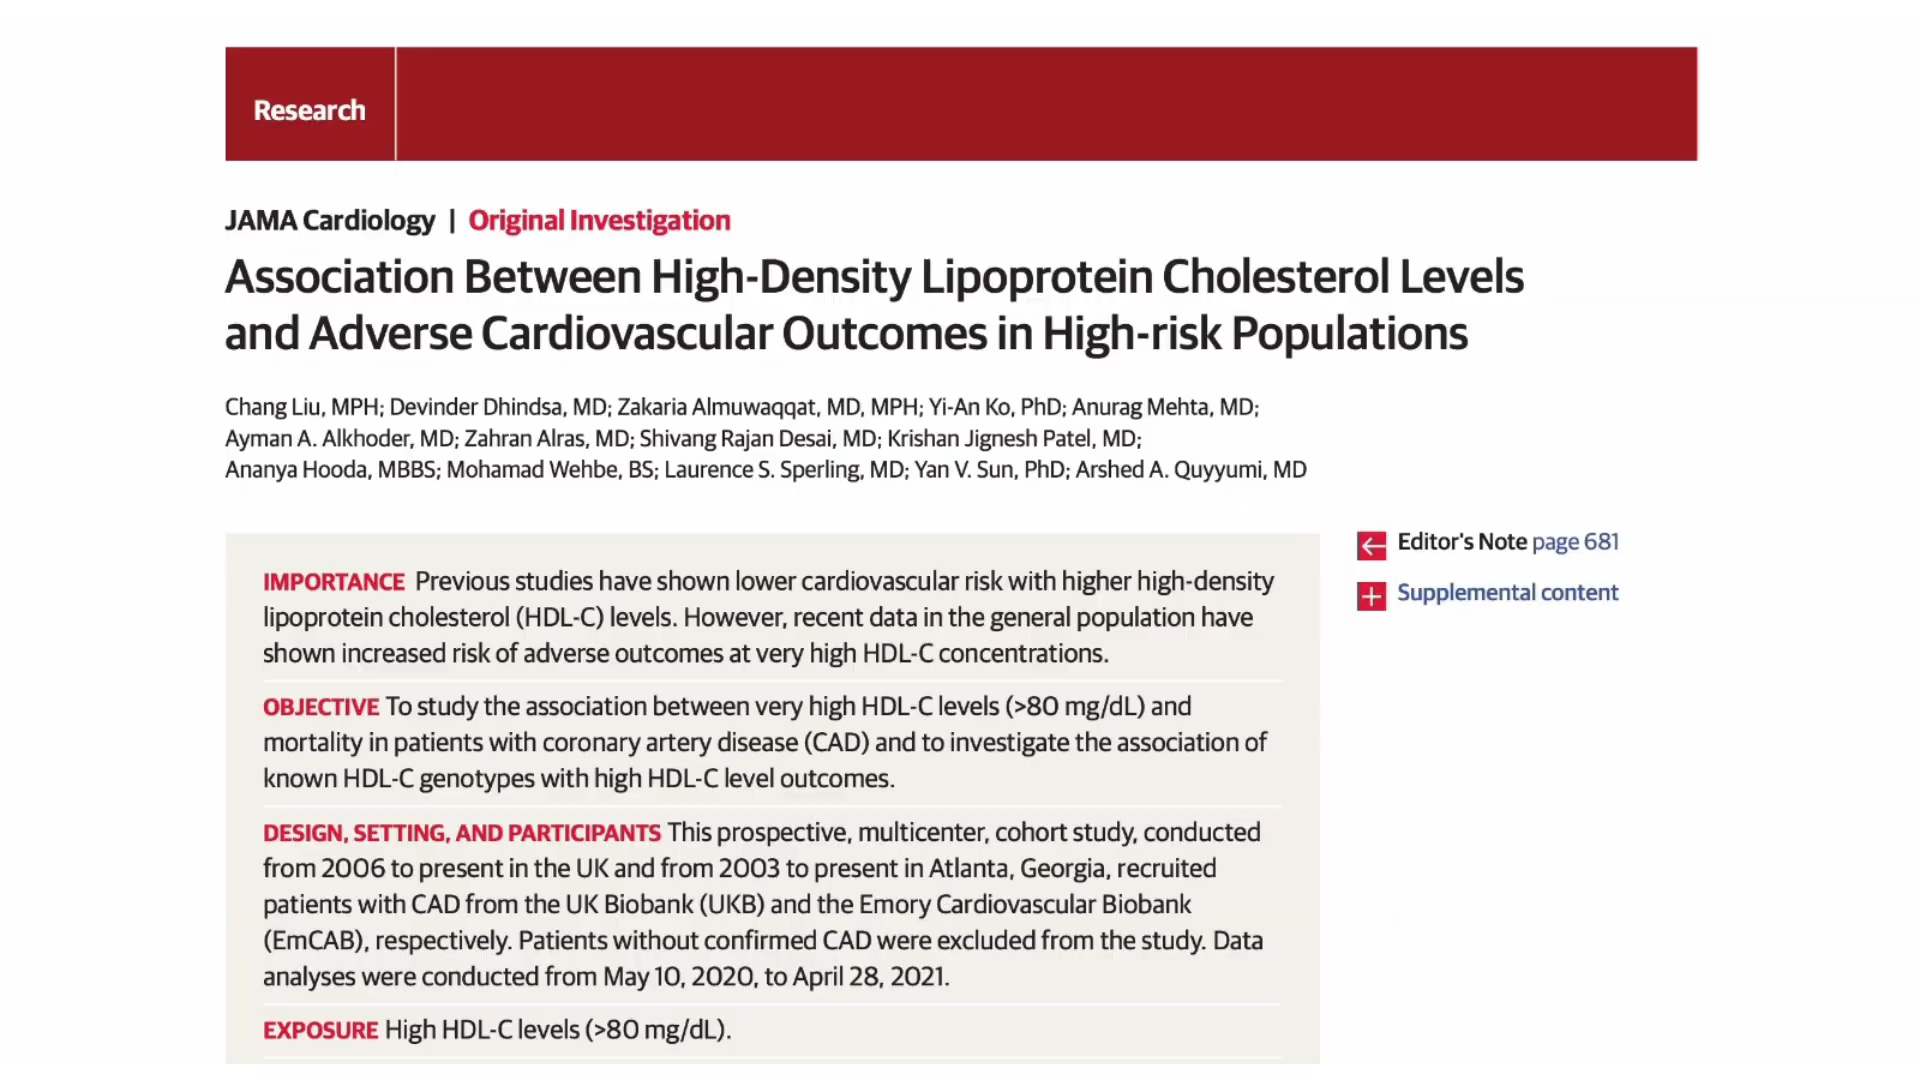 Research
JAMA Cardiology | Original Investigation
Association Between High-Density Lipoprotein Cholesterol Levels
and Adverse Cardiovascular Outcomes in High-risk Populations
Chang Liu, MPH; Devinder Dhindsa, MD; Zakaria Almuwaqqat, MD, MPH; Yi-An Ko, PhD; Anurag Mehta, MD;
Ayman A. Alkhoder, MD; Zahran Alras, MD; Shivang Rajan Desai, MD; Krishan Jignesh Patel, MD;
Ananya Hooda, MBBS; Mohamad Wehbe, BS; Laurence S. Sperling, MD; Yan V. Sun, PhD; Arshed A. Quyyumi, MD
IMPORTANCE Previous studies have shown lower cardiovascular risk with higher high-density
lipoprotein cholesterol (HDL-C) levels. However, recent data in the general population have
shown increased risk of adverse outcomes at very high HDL-C concentrations.
OBJECTIVE To study the association between very high HDL-C levels (>80 mg/dL) and
mortality in patients with coronary artery disease (CAD) and to investigate the association of
known HDL-C genotypes with high HDL-C level outcomes.
DESIGN, SETTING, AND PARTICIPANTS This prospective, multicenter, cohort study, conducted
from 2006 to present in the UK and from 2003 to present in Atlanta, Georgia, recruited
patients with CAD from the UK Biobank (UKB) and the Emory Cardiovascular Biobank
(EmCAB), respectively. Patients without confirmed CAD were excluded from the study. Data
analyses were conducted from May 10, 2020, to April 28, 2021.
EXPOSURE High HDL-C levels (>80 mg/dL).
Editor's Note page 681
Supplemental content